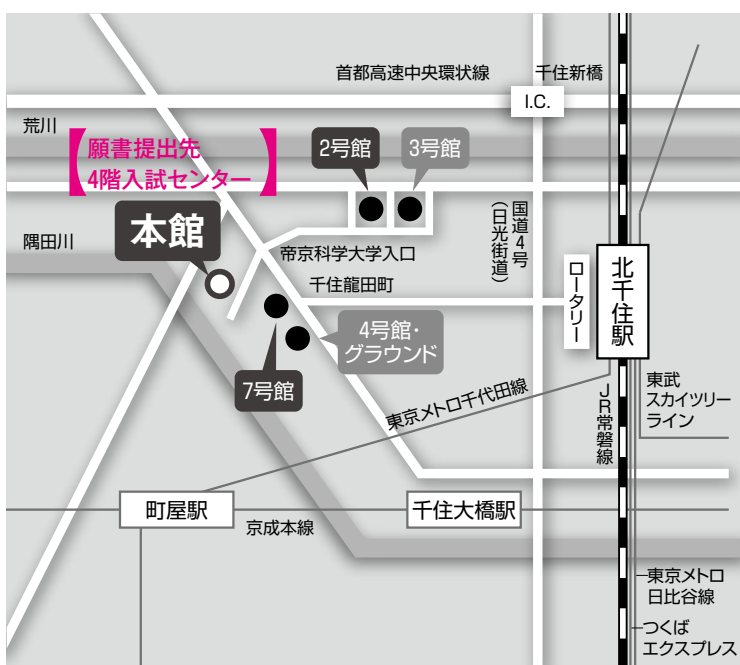 首都高速中央環状線
千住新橋
I.C.
荒川
【願書提出先
4階入試センター】
2号館
3号館
本館
隅田川
帝京科学大学入口
国道4号
（日光街道）
千住龍田町
ロータリー
北千住駅
4号館・
グラウンド
7号館
東京メトロ千代田線
JR常磐線
東武
スカイツリー
ライン
町屋駅
千住大橋駅
京成本線
東京メトロ
日比谷線
つくば
エクスプレス